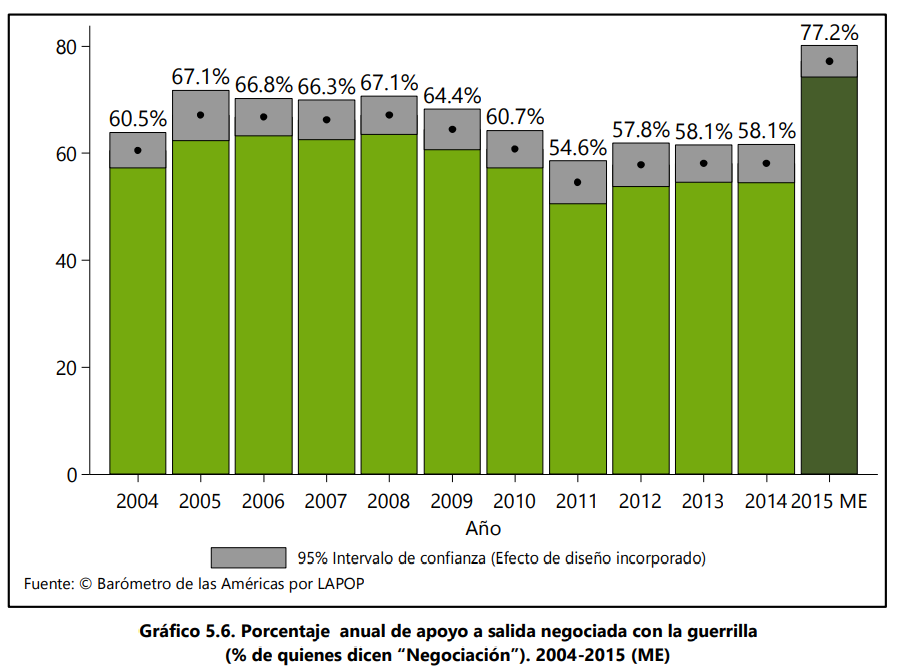 80
60
40
20
0
60.5%
67.1%
66.8%
66.3%
67.1%
64.4%
60.7%
54.6%
57.8%
58.1%
58.1%
77.2%
2004 2005 2006 2007 2008 2009 2010 2011 2012 2013 2014 2015 ME
Año
95% Intervalo de confianza (Efecto de diseño incorporado)
Fuente: © Barómetro de las Américas por LAPOP
Gráfico 5.6. Porcentaje anual de apoyo a salida negociada con la guerrilla
(% de quienes dicen “Negociación”). 2004-2015 (ME)